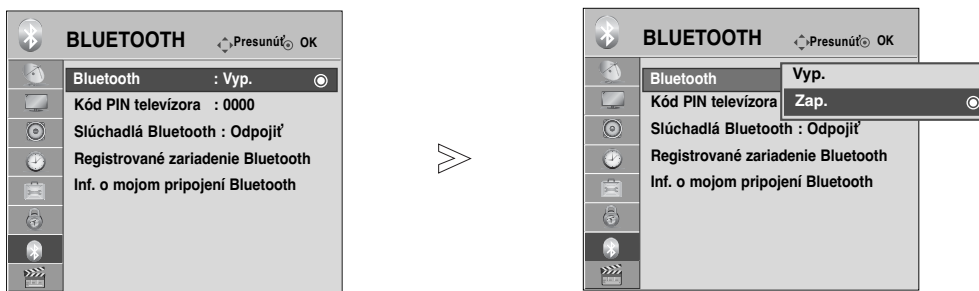 BLUETOOTH Presunúť OK
Bluetooth : Vyp.
Kód PIN televízora : 0000
Slúchadlá Bluetooth : Odpojiť
Registrované zariadenie Bluetooth
Inf. o mojom pripojení Bluetooth
BLUETOOTH Presunúť OK
Bluetooth
Vyp.
Kód PIN televízora
Zap.
Slúchadlá Bluetooth : Odpojiť
Registrované zariadenie Bluetooth
Inf. o mojom pripojení Bluetooth